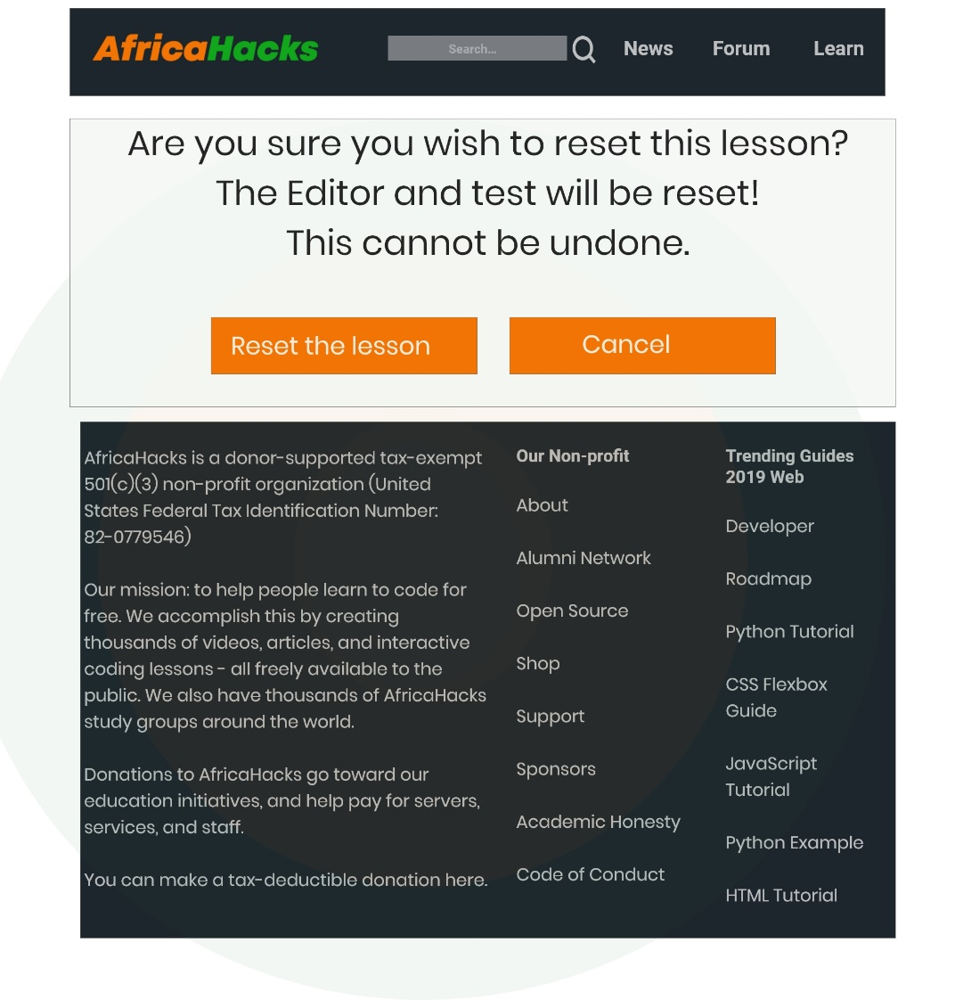 AfricaHacks
Search...
News
Forum
Learn
Are you sure you wish to reset this lesson?
The Editor and test will be reset!
This cannot be undone.
Reset the lesson
Cancel
AfricaHacks is a donor-supported tax-exempt
501(c)(3) non-profit organization (United
States Federal Tax Identification Number:
82-0779546)
Our mission: to help people learn to code for
free. We accomplish this by creating
thousands of videos, articles, and interactive
coding lessons - all freely available to the
public. We also have thousands of AfricaHacks
study groups around the world.
Donations to AfricaHacks go toward our
education initiatives, and help pay for servers,
services, and staff.
You can make a tax-deductible donation here.
Our Non-profit
About
Alumni Network
Open Source
Shop
Support
Sponsors
Academic Honesty
Code of Conduct
Trending Guides
2019 Web
Developer
Roadmap
Python Tutorial
CSS Flexbox
Guide
JavaScript
Tutorial
Python Example
HTML Tutorial